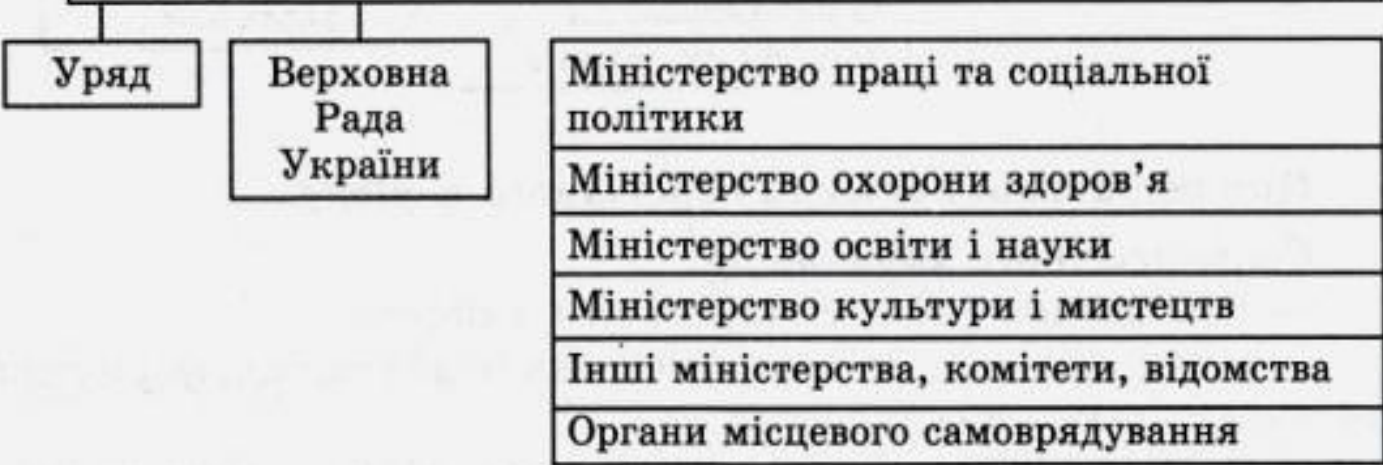 Уряд
Верховна
Рада
України
Міністерство праці та соціальної
політики
Міністерство охорони здоров’я
Міністерство освіти і науки
Міністерство культури і мистецтв
Інші міністерства, комітети, відомства
Органи місцевого самоврядування